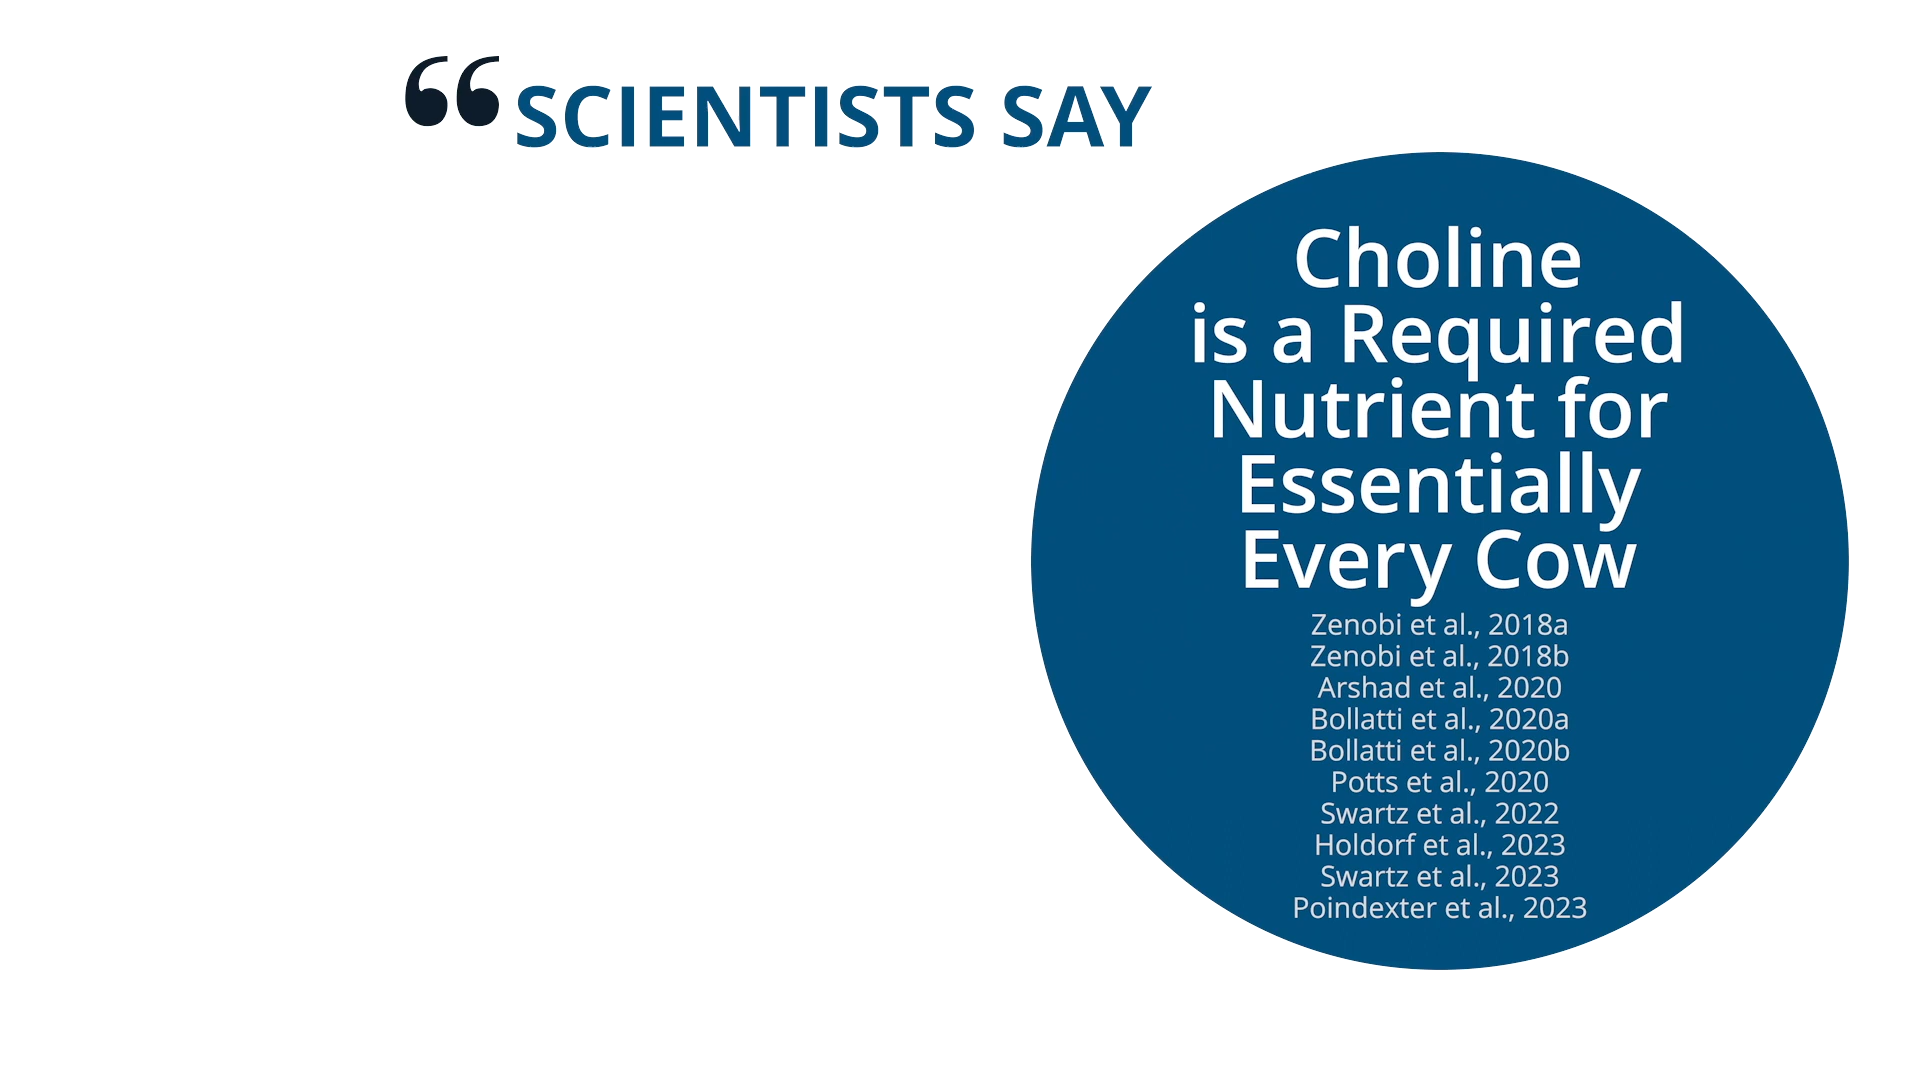 “SCIENTISTS SAY
Choline
is a Required
Nutrient for
Essentially
Every Cow
Zenobi et al., 2018a
Zenobi et al., 2018b
Arshad et al., 2020
Bollatti et al., 2020a
Bollatti et al., 2020b
Potts et al., 2020
Swartz et al., 2022
Holdorf et al., 2023
Swartz et al., 2023
Poindexter et al., 2023